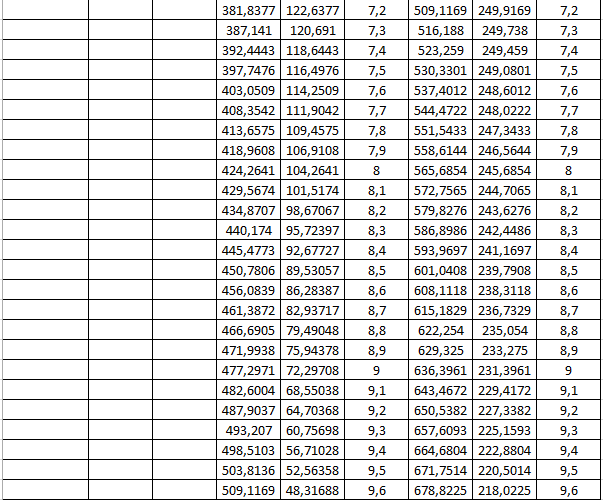 381,8377 122,6377 7,2 509,1169 249,9169 7,2
387,141 120,691 7,3 516,188 249,738 7,3
392,4443 118,6443 7,4 523,259 249,459 7,4
397,7476 116,4976 7,5 530,3301 249,0801 7,5
403,0509 114,2509 7,6 537,4012 248,6012 7,6
408,3542 111,9042 7,7 544,4722 248,0222 7,7
413,6575 109,4575 7,8 551,5433 247,3433 7,8
418,9608 106,9108 7,9 558,6144 246,5644 7,9
424,2641 104,2641 8 565,6854 245,6854 8
429,5674 101,5174 8,1 572,7565 244,7065 8,1
434,8707 98,67067 8,2 579,8276 243,6276 8,2
440,174 95,72397 8,3 586,8986 242,4486 8,3
445,4773 92,67727 8,4 593,9697 241,1697 8,4
450,7806 89,53057 8,5 601,0408 239,7908 8,5
456,0839 86,28387 8,6 608,1118 238,3118 8,6
461,3872 82,93717 8,7 615,1829 236,7329 8,7
466,6905 79,49048 8,8 622,254 235,054 8,8
471,9938 75,94378 8,9 629,325 233,275 8,9
477,2971 72,29708 9 636,3961 231,3961 9
482,6004 68,55038 9,1 643,4672 229,4172 9,1
487,9037 64,70368 9,2 650,5382 227,3382 9,2
493,207 60,75698 9,3 657,6093 225,1593 9,3
498,5103 56,71028 9,4 664,6804 222,8804 9,4
503,8136 52,56358 9,5 671,7514 220,5014 9,5
509,1169 48,31688 9,6 678,8225 218,0225 9,6